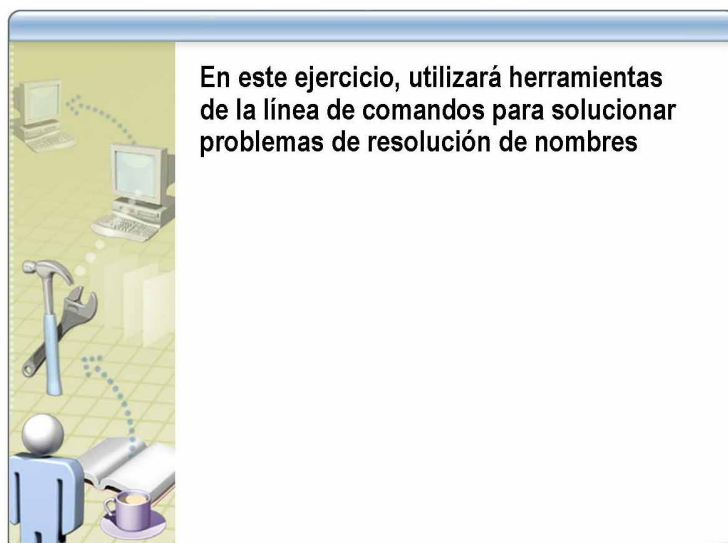 En este ejercicio, utilizará herramientas
de la línea de comandos para solucionar
problemas de resolución de nombres